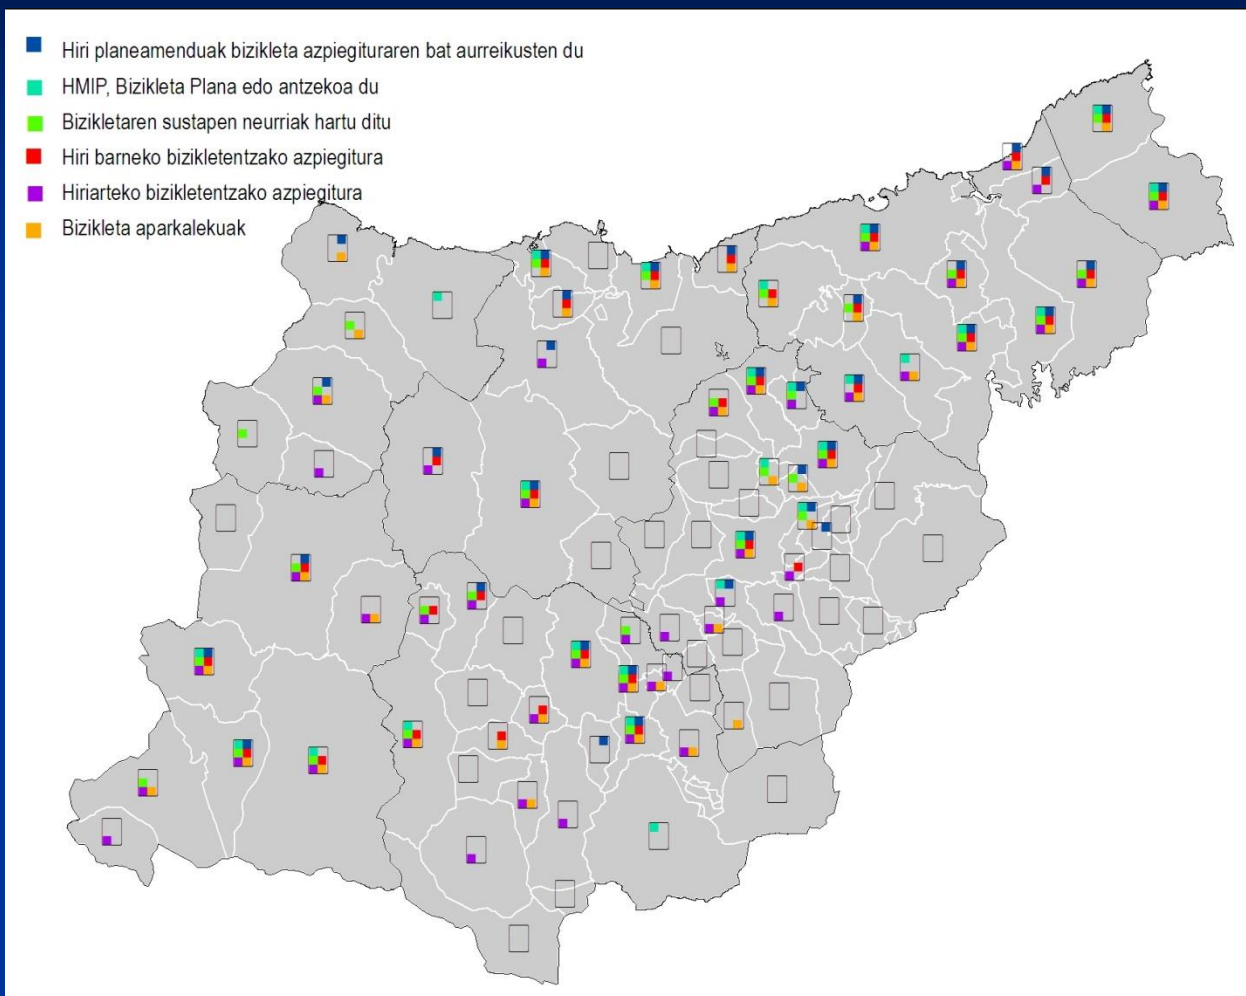 Hiri planeamenduak bizikleta azpiegituraren bat aurreikusten du
HMIP, Bizikleta Plana edo antzekoa du
Bizikletaren sustapen neurriak hartu ditu
Hiri barneko bizikletentzako azpiegitura
Hiriarteko bizikletentzako azpiegitura
Bizikleta aparkalekuak